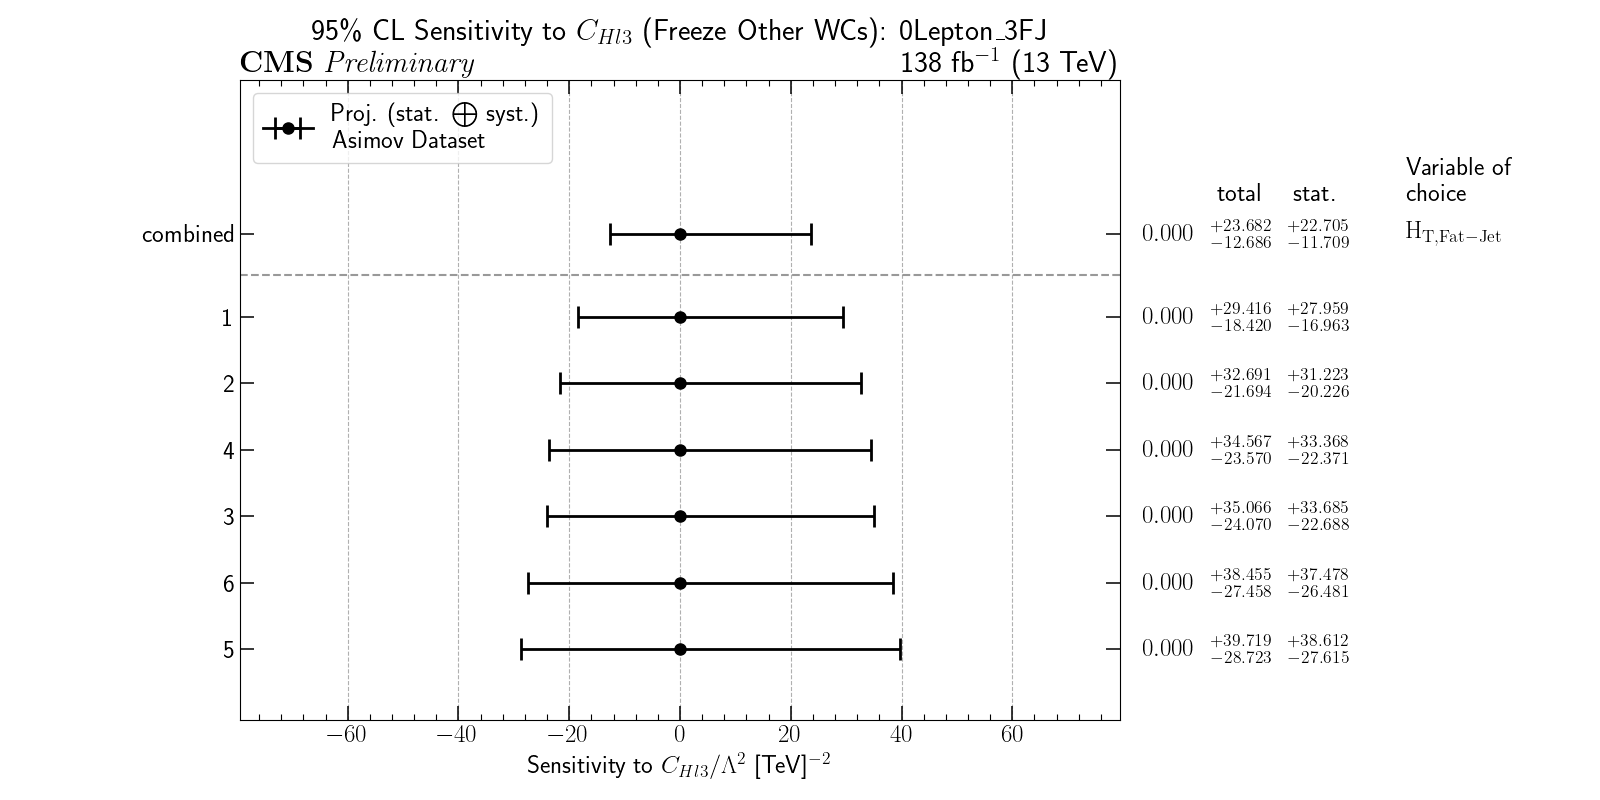 95% CL Sensitivity to $C_{Hl3}$ (Freeze Other WCs): 0Lepton_3FJ
CMS Preliminary 138 fb⁻¹ (13 TeV)
Proj. (stat. ⨁ syst.)
Asimov Dataset
Variable of
total stat. choice
combined 0.000 +23.682 −12.686 +22.705 −11.709 $H_{T,Fat−Jet}$
1 0.000 +29.416 −18.420 +27.959 −16.963
2 0.000 +32.691 −21.694 +31.223 −20.226
4 0.000 +34.567 −23.570 +33.368 −22.371
3 0.000 +35.066 −24.070 +33.685 −22.688
6 0.000 +38.455 −27.458 +37.478 −26.481
5 0.000 +39.719 −28.723 +38.612 −27.615
−60 −40 −20 0 20 40 60
Sensitivity to $C_{Hl3}/Λ^2$ [TeV]⁻²